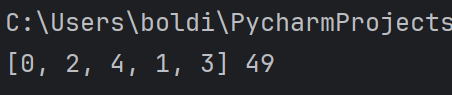 C:\Users\boldi\PycharmProjects
[0, 2, 4, 1, 3] 49